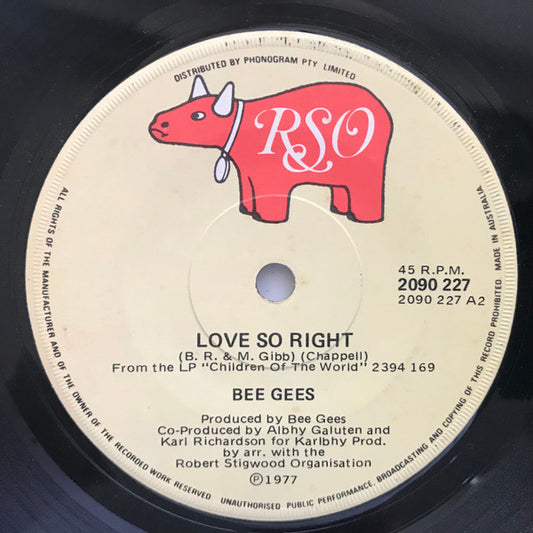 DISTRIBUTED BY PHONOGRAM PTY LIMITED
RSO
45 R.P.M.
2090 227
2090 227 A2
LOVE SO RIGHT
(B. R. & M. Gibb) (Chappell)
From the LP "Children Of The World" 2394 169
BEE GEES
Produced by Bee Gees
Co-Produced by Albhy Galuten and
Karl Richardson for Karlbhy Prod.
by arr. with the
Robert Stigwood Organisation
Ⓟ1977
ALL RIGHTS OF THE MANUFACTURER AND OF THE OWNER OF THE RECORDED WORK RESERVED UNAUTHORISED PUBLIC PERFORMANCE, BROADCASTING AND COPYING OF THIS RECORD PROHIBITED. MADE IN AUSTRALIA.